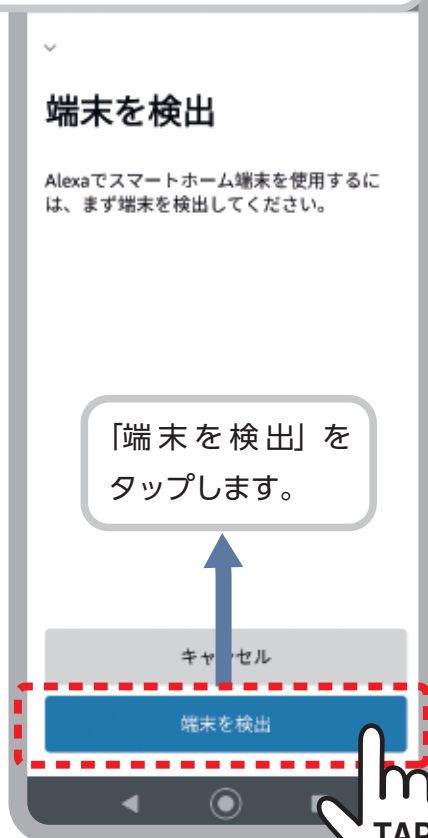 端末を検出
Alexaでスマートホーム端末を使用するに
は、まず端末を検出してください。
「端末を検出」を
タップします。
キャンセル
端末を検出
TAP